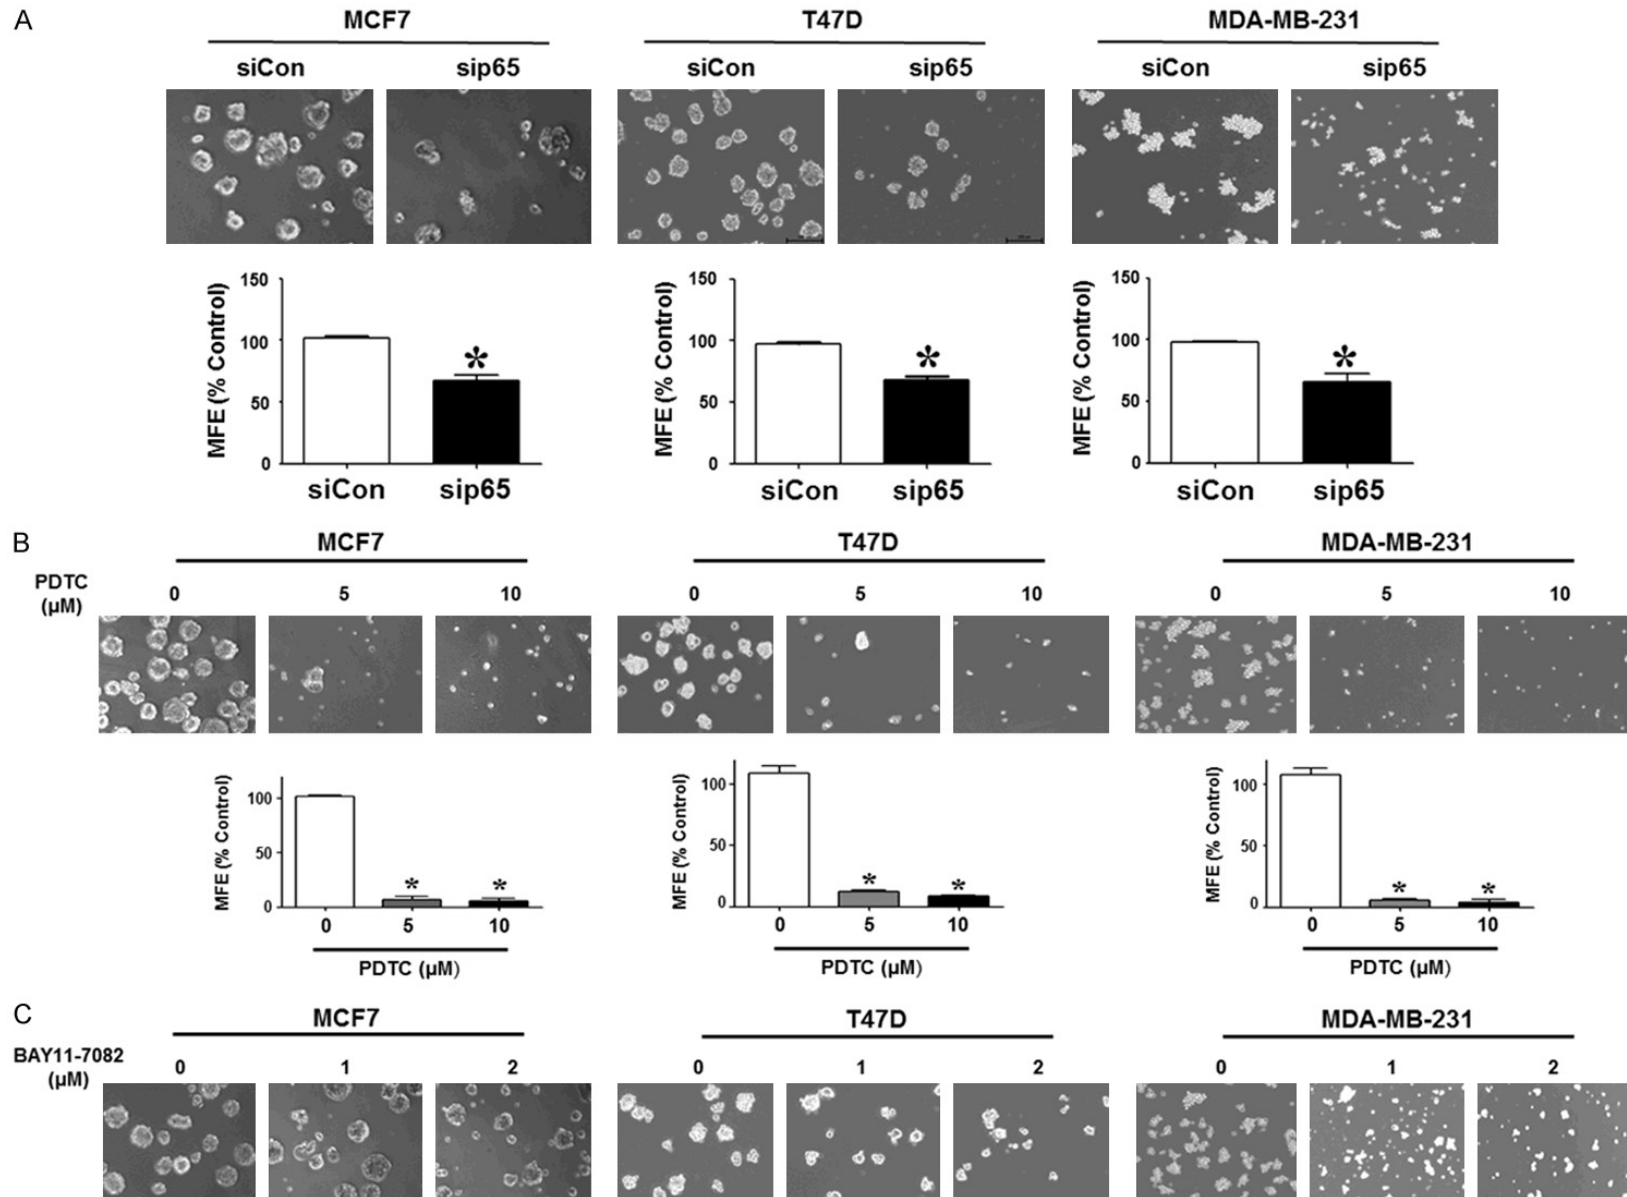 A
MCF7 T47D MDA-MB-231
siCon sip65 siCon sip65 siCon sip65
MFE (% Control) 150 100 50 0 * siCon sip65
MFE (% Control) 150 100 50 0 * siCon sip65
MFE (% Control) 150 100 50 0 * siCon sip65
B
MCF7 T47D MDA-MB-231
PDTC
(µM)
0 5 10 0 5 10 0 5 10
MFE (% Control) 100 50 0 * *
0 5 10
PDTC (µM)
MFE (% Control) 100 50 0 * *
0 5 10
PDTC (µM)
MFE (% Control) 100 50 0 * *
0 5 10
PDTC (µM)
C
MCF7 T47D MDA-MB-231
BAY11-7082
(µM)
0 1 2 0 1 2 0 1 2